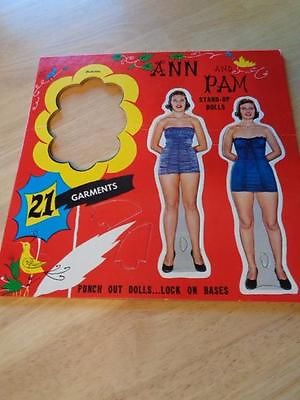 ANN AND
PAM
STAND-UP
DOLLS
21
GARMENTS
PUNCH OUT DOLLS...LOCK ON BASES